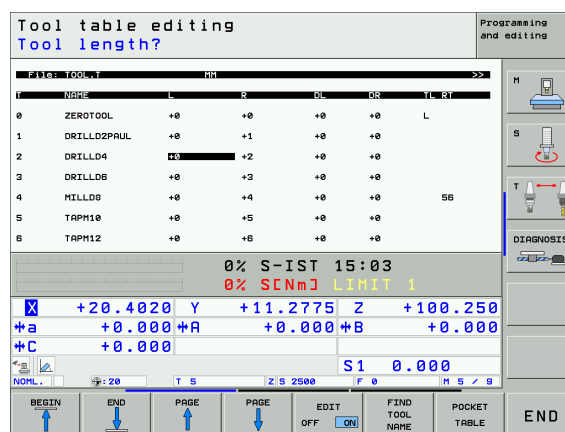 Tool table editing
Tool length?
Programming
and editing
File: TOOL.T MM >>
T NAME L R DL DR TL RT
0 ZEROTOOL +0 +0 +0 +0 L
1 DRILLD2PAUL +0 +1 +0 +0
2 DRILLD4 +0 +2 +0 +0
3 DRILLD6 +0 +3 +0 +0
4 MILLD8 +0 +4 +0 +0 56
5 TAPM10 +0 +5 +0 +0
6 TAPM12 +0 +6 +0 +0
M
S
T
DIAGNOSIS
0% S-IST 15:03
0% S[Nm] LIMIT 1
X +20.4020 Y +11.2775 Z +100.250
a +0.000 A +0.000 B +0.000
C +0.000
S1 0.000
NOML. :20 T 5 Z S 2500 F 0 M 5 / 9
BEGIN
END
PAGE
PAGE
EDIT
OFF ON
FIND
TOOL
NAME
POCKET
TABLE
END